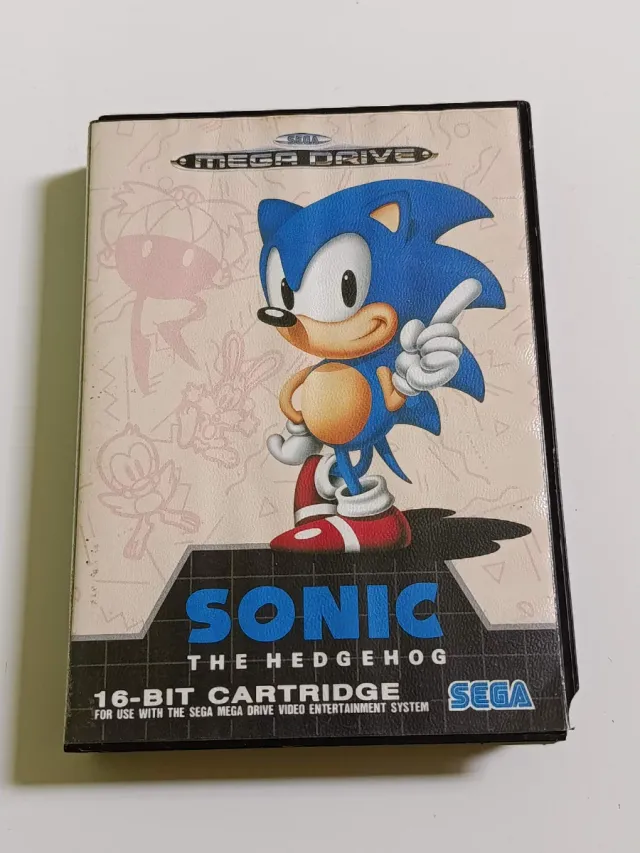 SEGA
MEGA DRIVE
SONIC
THE HEDGEHOG
16-BIT CARTRIDGE
FOR USE WITH THE SEGA MEGA DRIVE VIDEO ENTERTAINMENT SYSTEM
SEGA